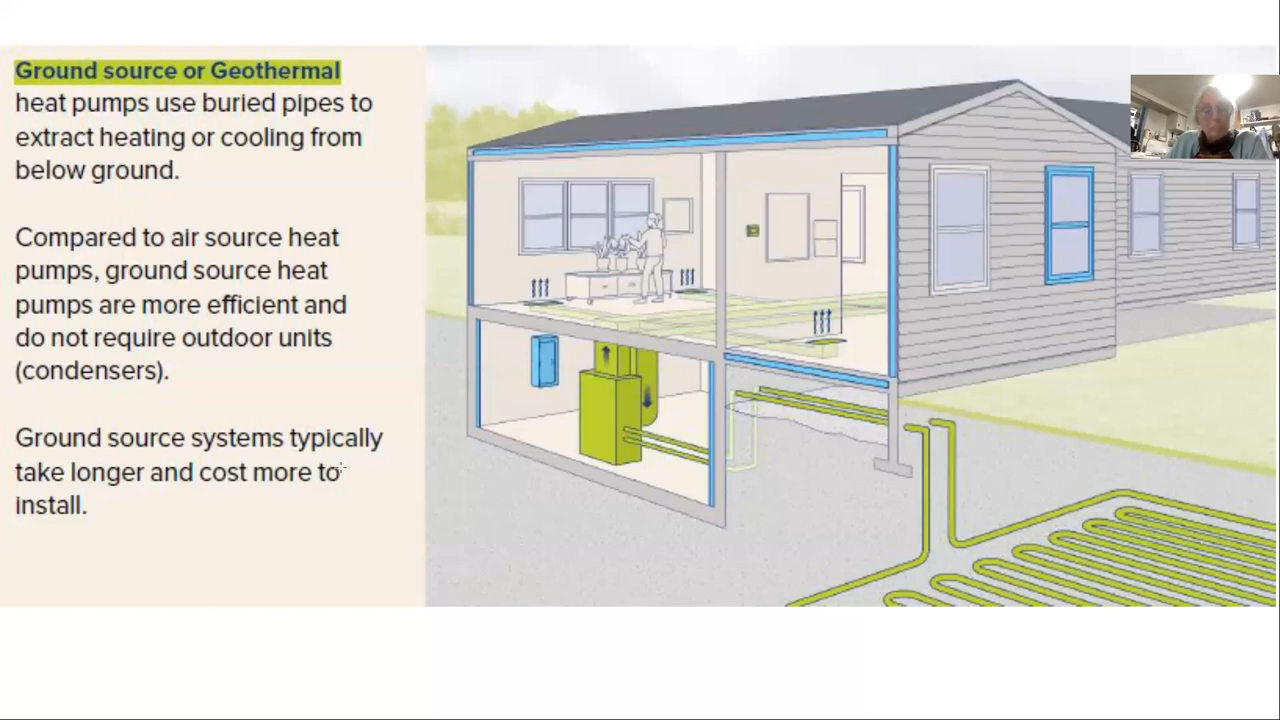 Ground source or Geothermal
heat pumps use buried pipes to
extract heating or cooling from
below ground.
Compared to air source heat
pumps, ground source heat
pumps are more efficient and
do not require outdoor units
(condensers).
Ground source systems typically
take longer and cost more to
install.